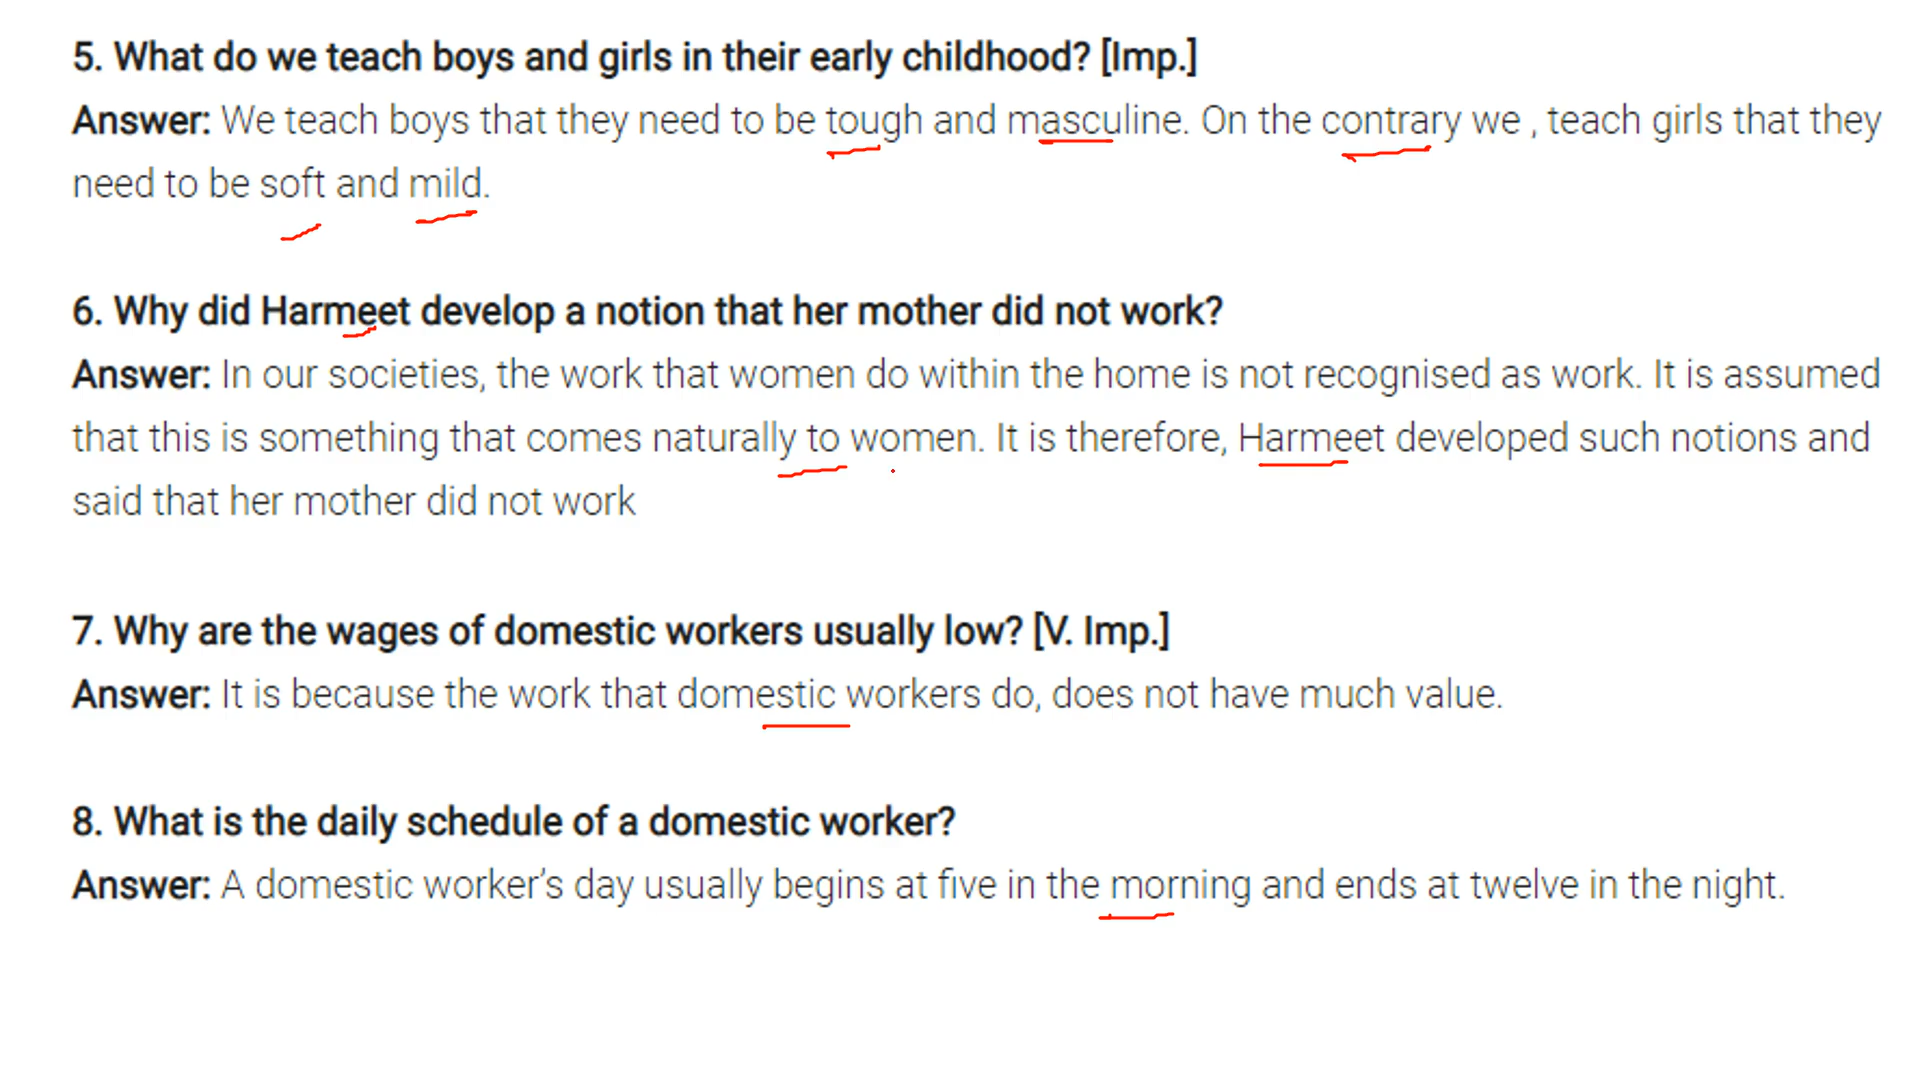 5. What do we teach boys and girls in their early childhood? [Imp.]
Answer: We teach boys that they need to be tough and masculine. On the contrary we , teach girls that they
need to be soft and mild.
6. Why did Harmeet develop a notion that her mother did not work?
Answer: In our societies, the work that women do within the home is not recognised as work. It is assumed
that this is something that comes naturally to women. It is therefore, Harmeet developed such notions and
said that her mother did not work
7. Why are the wages of domestic workers usually low? [V. Imp.]
Answer: It is because the work that domestic workers do, does not have much value.
8. What is the daily schedule of a domestic worker?
Answer: A domestic worker’s day usually begins at five in the morning and ends at twelve in the night.